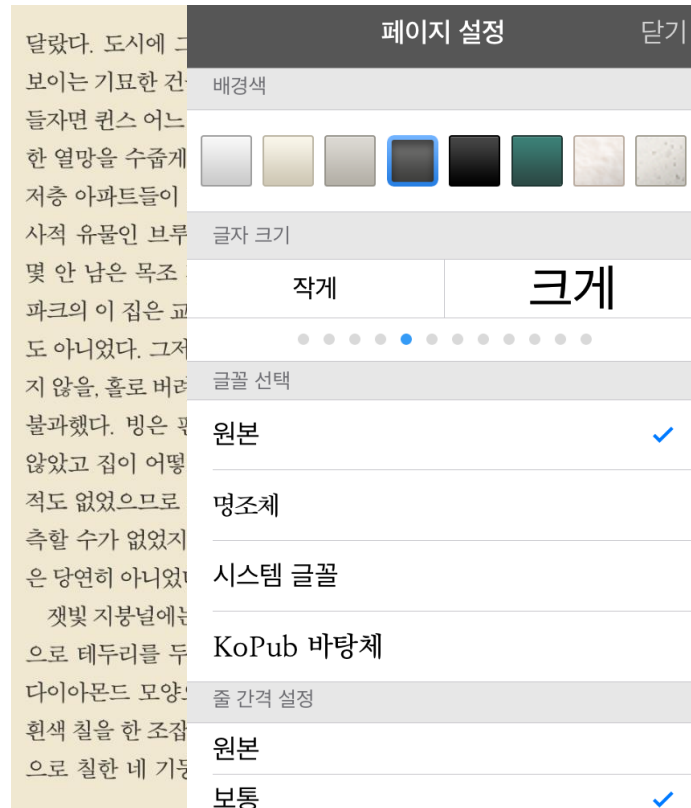 달랐다. 도시에
보이는 기묘한
들자면 퀸스 어느
한 열망을 수줍게
저층 아파트들이
사적 유물인 브루
몇 안 남은 목조
파크의 이 집은
도 아니었다. 그저
지 않을, 홀로 버려
불과했다. 빙은
않았고 집이 어떻
적도 없었으므로
측할 수가 없었지
은 당연히 아니었
잿빛 지붕널에는
으로 테두리를 두
다이아몬드 모양
흰색 칠을 한 조잡
으로 칠한 네 기둥
페이지 설정
닫기
배경색
글자 크기
작게
크게
글꼴 선택
원본
명조체
시스템 글꼴
KoPub 바탕체
줄 간격 설정
원본
보통